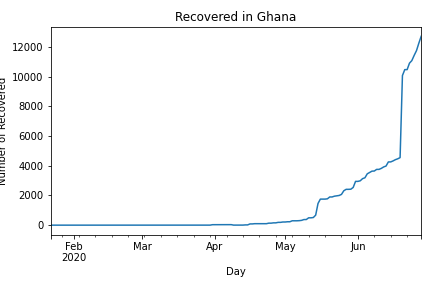 Recovered in Ghana
Number of Recovered
12000
10000
8000
6000
4000
2000
0
Feb
2020
Mar
Apr
May
Jun
Day